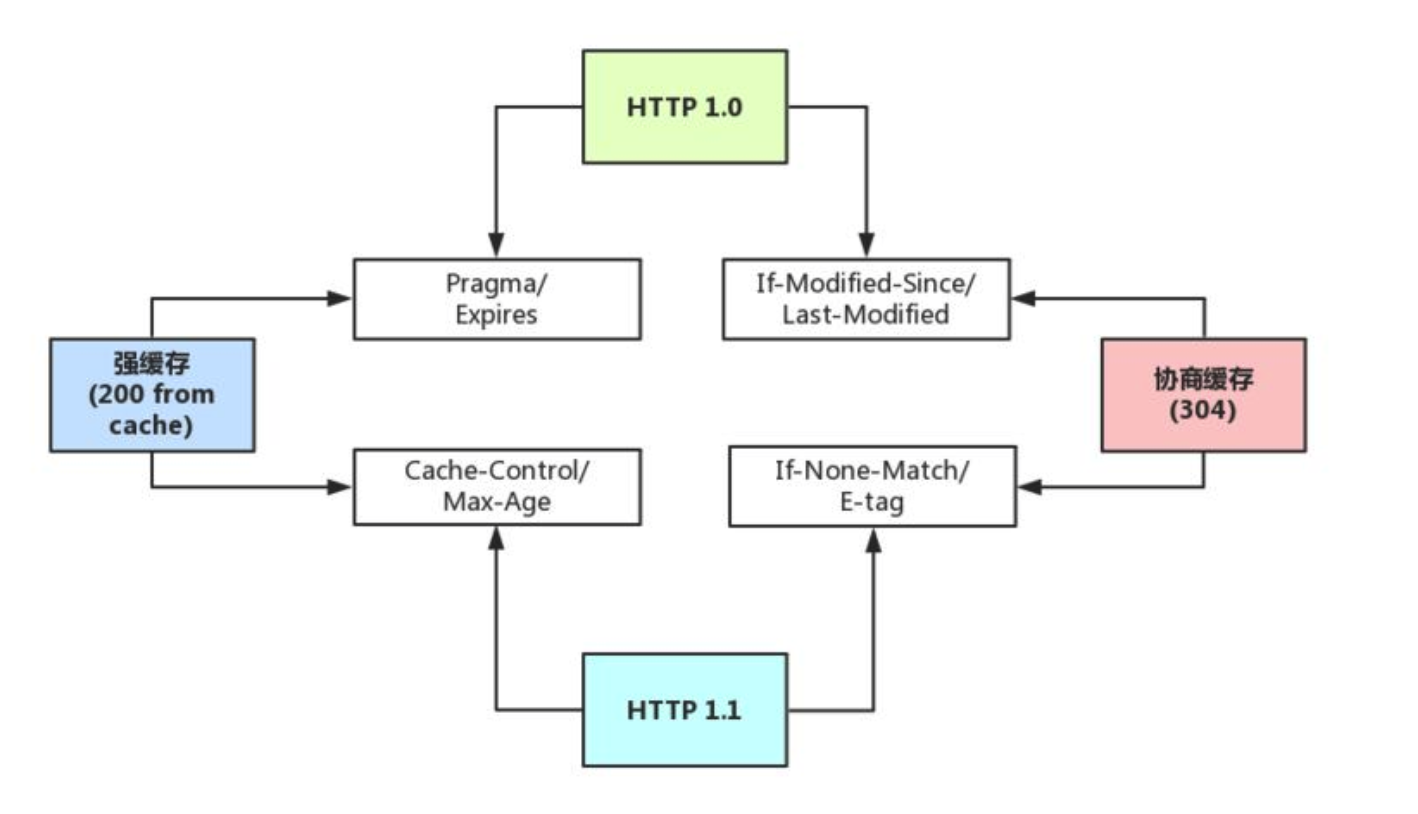 HTTP 1.0
Pragma/
Expires
If-Modified-Since/
Last-Modified
强缓存
(200 from
cache)
协商缓存
(304)
Cache-Control/
Max-Age
If-None-Match/
E-tag
HTTP 1.1